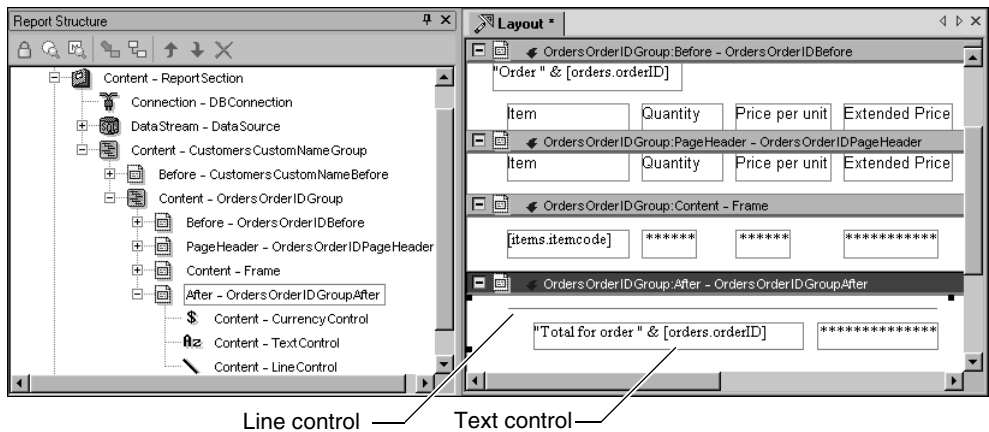 Report Structure
Content – ReportSection
Connection – DBConnection
DataStream – DataSource
Content – CustomersCustomNameGroup
Before – CustomersCustomNameBefore
Content – OrdersOrderIDGroup
Before – OrdersOrderIDBefore
PageHeader – OrdersOrderIDPageHeader
Content – Frame
After – OrdersOrderIDGroupAfter
$ Content – CurrencyControl
Az Content – TextControl
Content – LineControl
Layout *
OrdersOrderIDGroup:Before – OrdersOrderIDBefore
"Order " & [orders.orderID]
Item Quantity Price per unit Extended Price
OrdersOrderIDGroup:PageHeader – OrdersOrderIDPageHeader
Item Quantity Price per unit Extended Price
OrdersOrderIDGroup:Content – Frame
[items.itemcode] ****** ****** ***********
OrdersOrderIDGroup:After – OrdersOrderIDGroupAfter
"Total for order " & [orders.orderID] **************
Line control Text control